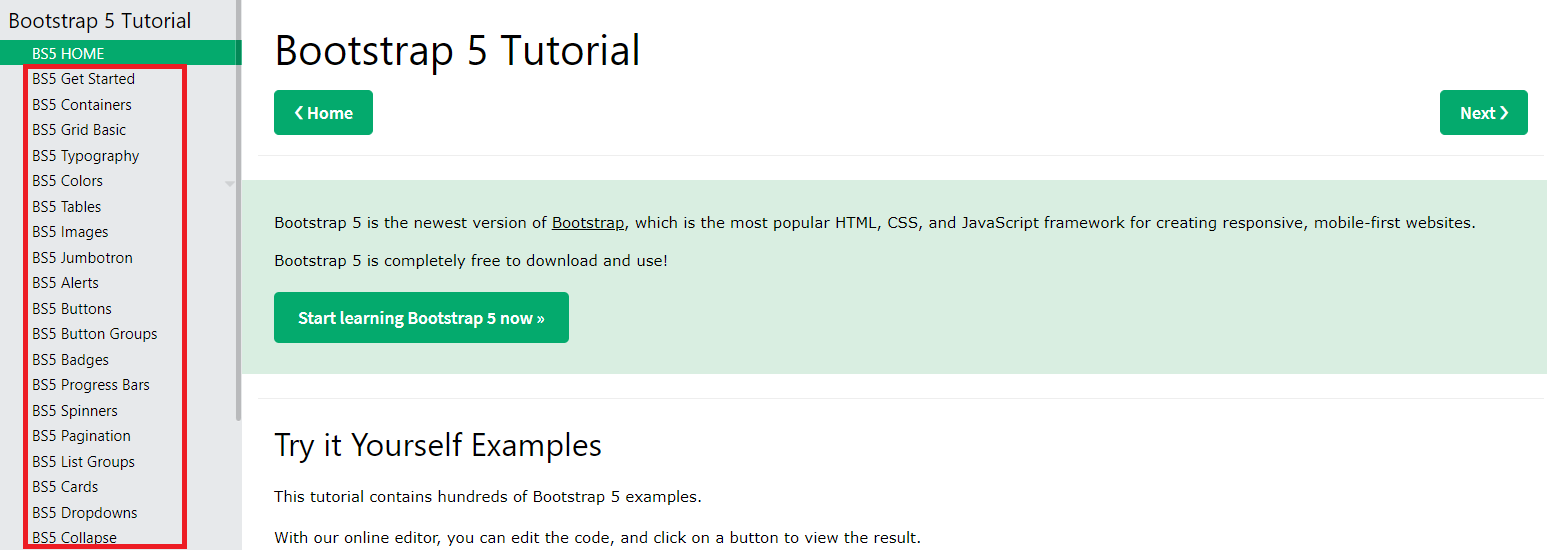 Bootstrap 5 Tutorial
BS5 HOME
BS5 Get Started
BS5 Containers
BS5 Grid Basic
BS5 Typography
BS5 Colors
BS5 Tables
BS5 Images
BS5 Jumbotron
BS5 Alerts
BS5 Buttons
BS5 Button Groups
BS5 Badges
BS5 Progress Bars
BS5 Spinners
BS5 Pagination
BS5 List Groups
BS5 Cards
BS5 Dropdowns
BS5 Collapse
Bootstrap 5 Tutorial
❮ Home
Next ❯
Bootstrap 5 is the newest version of Bootstrap, which is the most popular HTML, CSS, and JavaScript framework for creating responsive, mobile-first websites.
Bootstrap 5 is completely free to download and use!
Start learning Bootstrap 5 now »
Try it Yourself Examples
This tutorial contains hundreds of Bootstrap 5 examples.
With our online editor, you can edit the code, and click on a button to view the result.